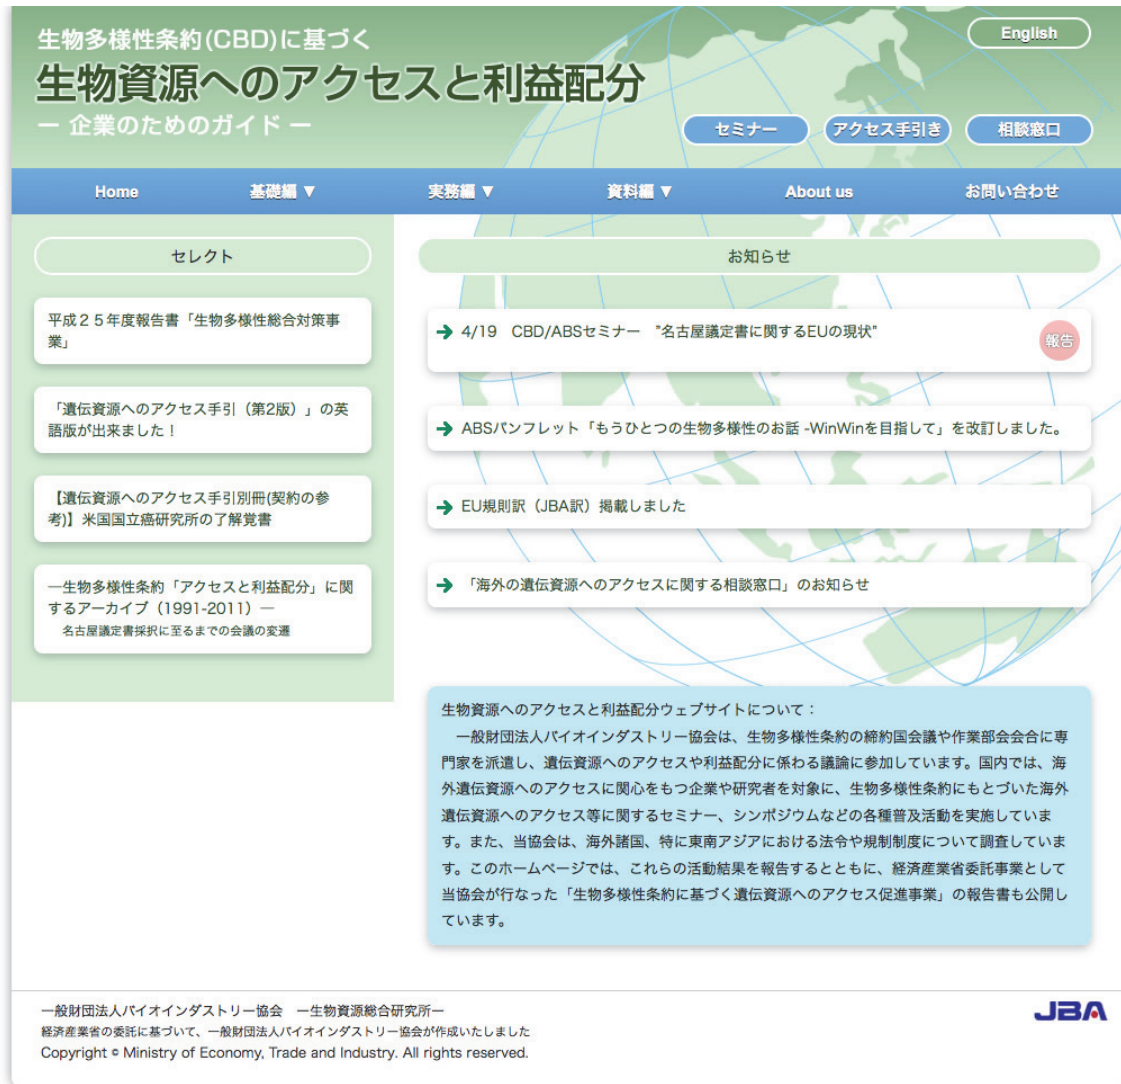 生物多様性条約(CBD)に基づく
生物資源へのアクセスと利益配分
ー 企業のためのガイド ー
English
セミナー
アクセス手引き
相談窓口
Home
基礎編 ▼
実務編 ▼
資料編 ▼
About us
お問い合わせ
セレクト
平成２５年度報告書「生物多様性総合対策事
業」
「遺伝資源へのアクセス手引（第2版）」の英
語版が出来ました！
【遺伝資源へのアクセス手引別冊(契約の参
考)】米国国立癌研究所の了解覚書
―生物多様性条約「アクセスと利益配分」に関
するアーカイブ（1991-2011）―
名古屋議定書採択に至るまでの会議の変遷
お知らせ
4/19　CBD/ABSセミナー　"名古屋議定書に関するEUの現状"
報告
ABSパンフレット「もうひとつの生物多様性のお話 -WinWinを目指して」を改訂しました。
EU規則訳（JBA訳）掲載しました
「海外の遺伝資源へのアクセスに関する相談窓口」のお知らせ
生物資源へのアクセスと利益配分ウェブサイトについて：
一般財団法人バイオインダストリー協会は、生物多様性条約の締約国会議や作業部会会合に専
門家を派遣し、遺伝資源へのアクセスや利益配分に係わる議論に参加しています。国内では、海
外遺伝資源へのアクセスに関心をもつ企業や研究者を対象に、生物多様性条約にもとづいた海外
遺伝資源へのアクセス等に関するセミナー、シンポジウムなどの各種普及活動を実施していま
す。また、当協会は、海外諸国、特に東南アジアにおける法令や規制制度について調査していま
す。このホームページでは、これらの活動結果を報告するとともに、経済産業省委託事業として
当協会が行なった「生物多様性条約に基づく遺伝資源へのアクセス促進事業」の報告書も公開し
ています。
一般財団法人バイオインダストリー協会　ー生物資源総合研究所ー
経済産業省の委託に基づいて、一般財団法人バイオインダストリー協会が作成いたしました
Copyright © Ministry of Economy, Trade and Industry. All rights reserved.
JBA